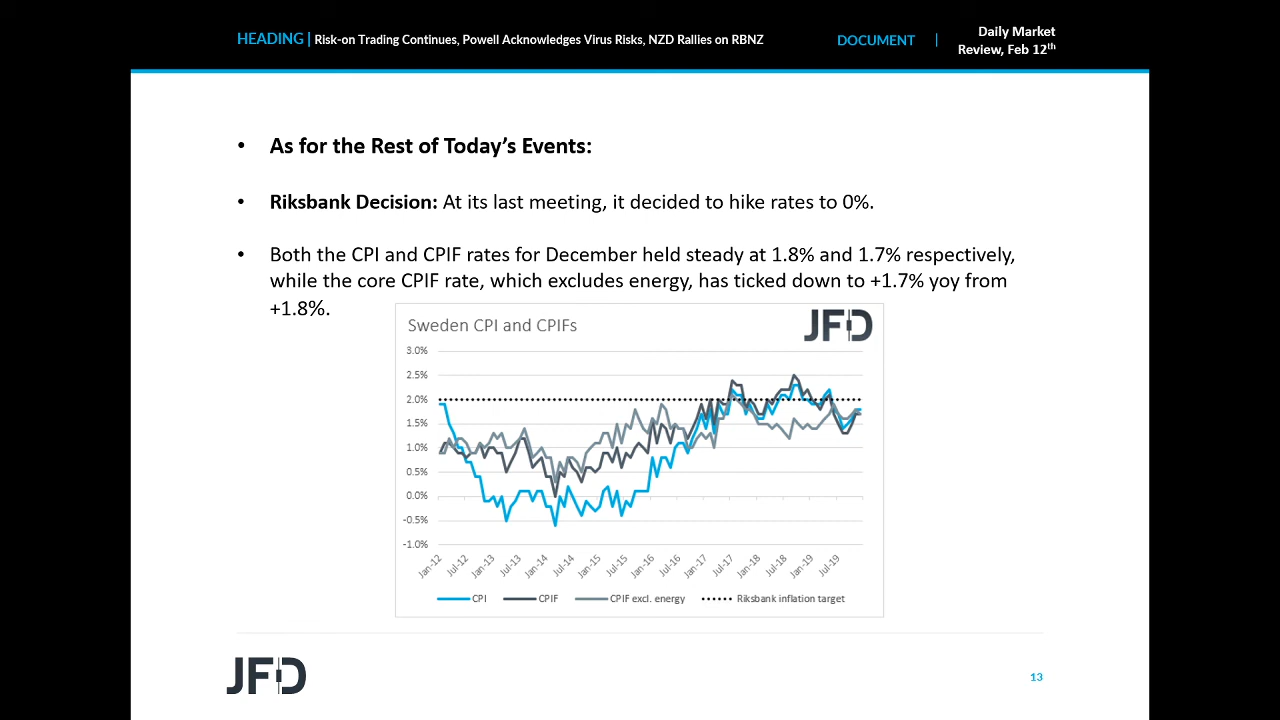 HEADING | Risk-on Trading Continues, Powell Acknowledges Virus Risks, NZD Rallies on RBNZ
DOCUMENT |
Daily Market
Review, Feb 12th
• As for the Rest of Today’s Events:
• Riksbank Decision: At its last meeting, it decided to hike rates to 0%.
• Both the CPI and CPIF rates for December held steady at 1.8% and 1.7% respectively,
while the core CPIF rate, which excludes energy, has ticked down to +1.7% yoy from
+1.8%.
Sweden CPI and CPIFs
JFD
3.0%
2.5%
2.0%
1.5%
1.0%
0.5%
0.0%
-0.5%
-1.0%
Jan-12 Jul-12 Jan-13 Jul-13 Jan-14 Jul-14 Jan-15 Jul-15 Jan-16 Jul-16 Jan-17 Jul-17 Jan-18 Jul-18 Jan-19 Jul-19
CPI CPIF CPIF excl. energy Riksbank inflation target
JFD
13